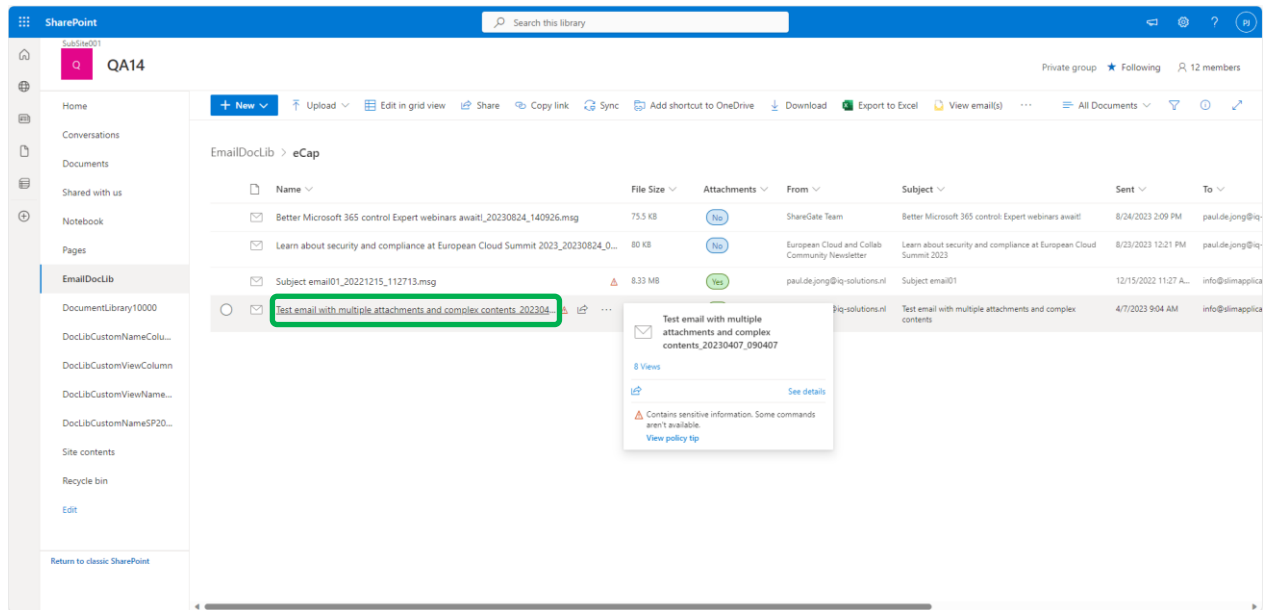 SharePoint
Search this library
PJ
SubSite001
Q
QA14
Private group
Following
12 members
Home
Conversations
Documents
Shared with us
Notebook
Pages
EmailDocLib
DocumentLibrary10000
DocLibCustomNameColu...
DocLibCustomViewColumn
DocLibCustomViewName...
DocLibCustomNameSP20...
Site contents
Recycle bin
Edit
Return to classic SharePoint
+ New
Upload
Edit in grid view
Share
Copy link
Sync
Add shortcut to OneDrive
Download
Export to Excel
View email(s)
...
All Documents
EmailDocLib > eCap
Name File Size Attachments From Subject Sent To
Better Microsoft 365 control Expert webinars await!_20230824_140926.msg 75.5 KB No ShareGate Team Better Microsoft 365 control: Expert webinars await! 8/24/2023 2:09 PM paul.de.jong@iq-
Learn about security and compliance at European Cloud Summit 2023_20230824_0... 80 KB No European Cloud and Collab Learn about security and compliance at European Cloud 8/23/2023 12:21 PM paul.de.jong@iq-
Community Newsletter Summit 2023
Subject email01_20221215_112713.msg 8.33 MB Yes paul.de.jong@iq-solutions.nl Subject email01 12/15/2022 11:27 A... info@slimapplica
Test email with multiple attachments and complex contents_202304... ... @iq-solutions.nl Test email with multiple attachments and complex 4/7/2023 9:04 AM info@slimapplica
contents
Test email with multiple
attachments and complex
contents_20230407_090407
8 Views
See details
Contains sensitive information. Some commands
aren't available.
View policy tip